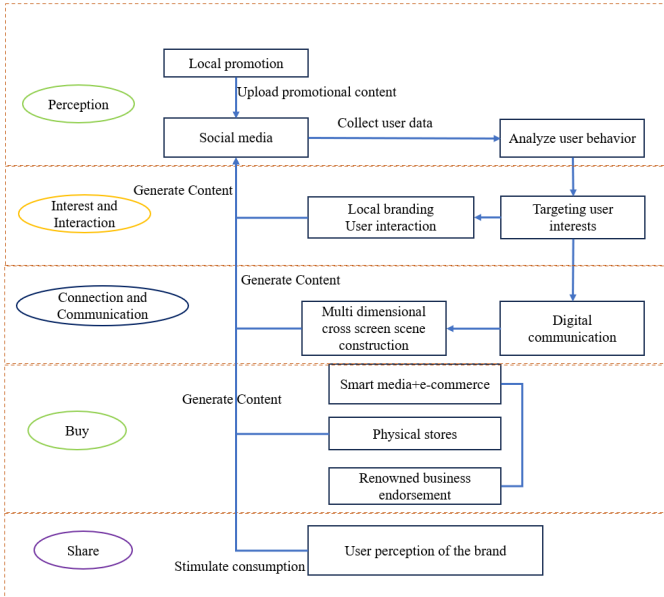 Local promotion
Upload promotional content
Perception
Collect user data
Social media
Analyze user behavior
Generate Content
Interest and
Interaction
Local branding
User interaction
Targeting user
interests
Generate Content
Connection and
Communication
Multi dimensional
cross screen scene
construction
Digital
communication
Smart media+e-commerce
Generate Content
Buy
Physical stores
Renowned business
endorsement
Share
User perception of the brand
Stimulate consumption